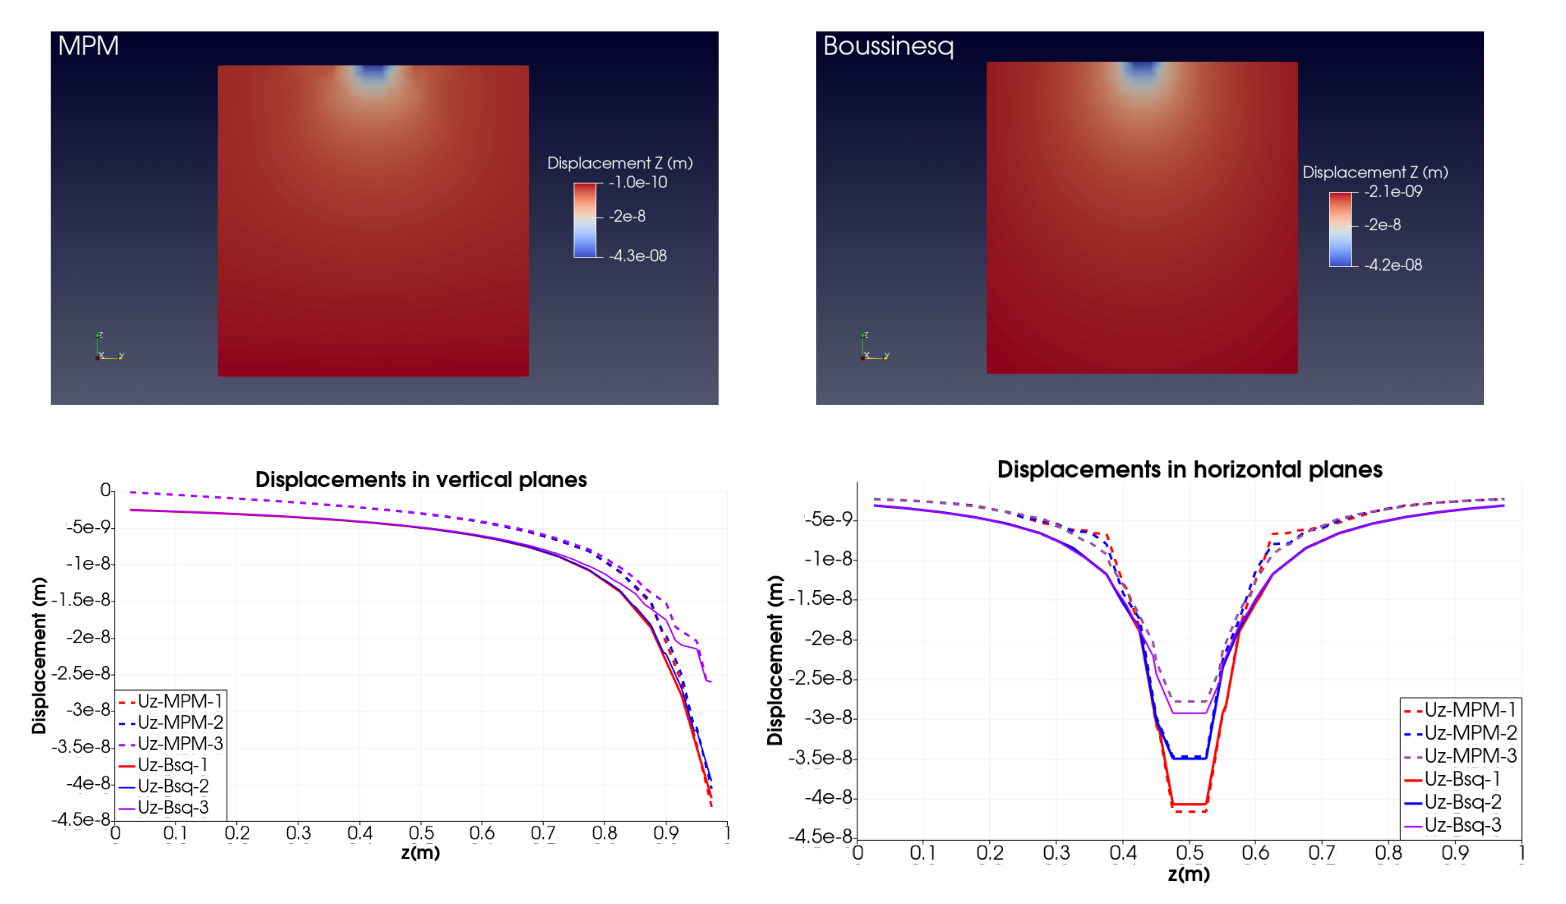 MPM
Displacement Z (m)
-1.0e-10
-2e-8
-4.3e-08
z
x
y
Boussinesq
Displacement Z (m)
-2.1e-09
-2e-8
-4.2e-08
z
x
y
Displacements in vertical planes
Displacement (m)
0
-5e-9
-1e-8
-1.5e-8
-2e-8
-2.5e-8
-3e-8
-3.5e-8
-4e-8
-4.5e-8
Uz-MPM-1
Uz-MPM-2
Uz-MPM-3
Uz-Bsq-1
Uz-Bsq-2
Uz-Bsq-3
0 0.1 0.2 0.3 0.4 0.5 0.6 0.7 0.8 0.9 1
z(m)
Displacements in horizontal planes
Displacement (m)
-5e-9
-1e-8
-1.5e-8
-2e-8
-2.5e-8
-3e-8
-3.5e-8
-4e-8
-4.5e-8
Uz-MPM-1
Uz-MPM-2
Uz-MPM-3
Uz-Bsq-1
Uz-Bsq-2
Uz-Bsq-3
0 0.1 0.2 0.3 0.4 0.5 0.6 0.7 0.8 0.9 1
z(m)